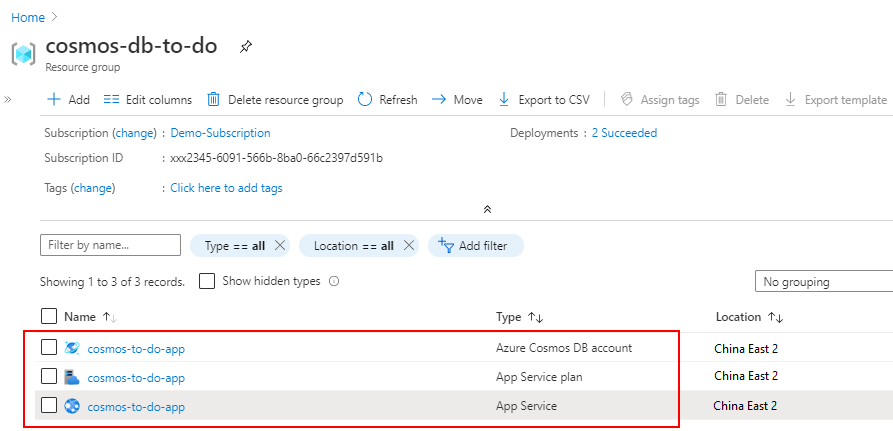 Home
cosmos-db-to-do
Resource group
Add Edit columns Delete resource group Refresh Move Export to CSV Assign tags Delete Export template
Subscription (change) : Demo-Subscription Deployments : 2 Succeeded
Subscription ID : xxx2345-6091-566b-8ba0-66c2397d591b
Tags (change) : Click here to add tags
Filter by name... Type == all Location == all Add filter
Showing 1 to 3 of 3 records. Show hidden types No grouping
Name Type Location
cosmos-to-do-app Azure Cosmos DB account China East 2
cosmos-to-do-app App Service plan China East 2
cosmos-to-do-app App Service China East 2